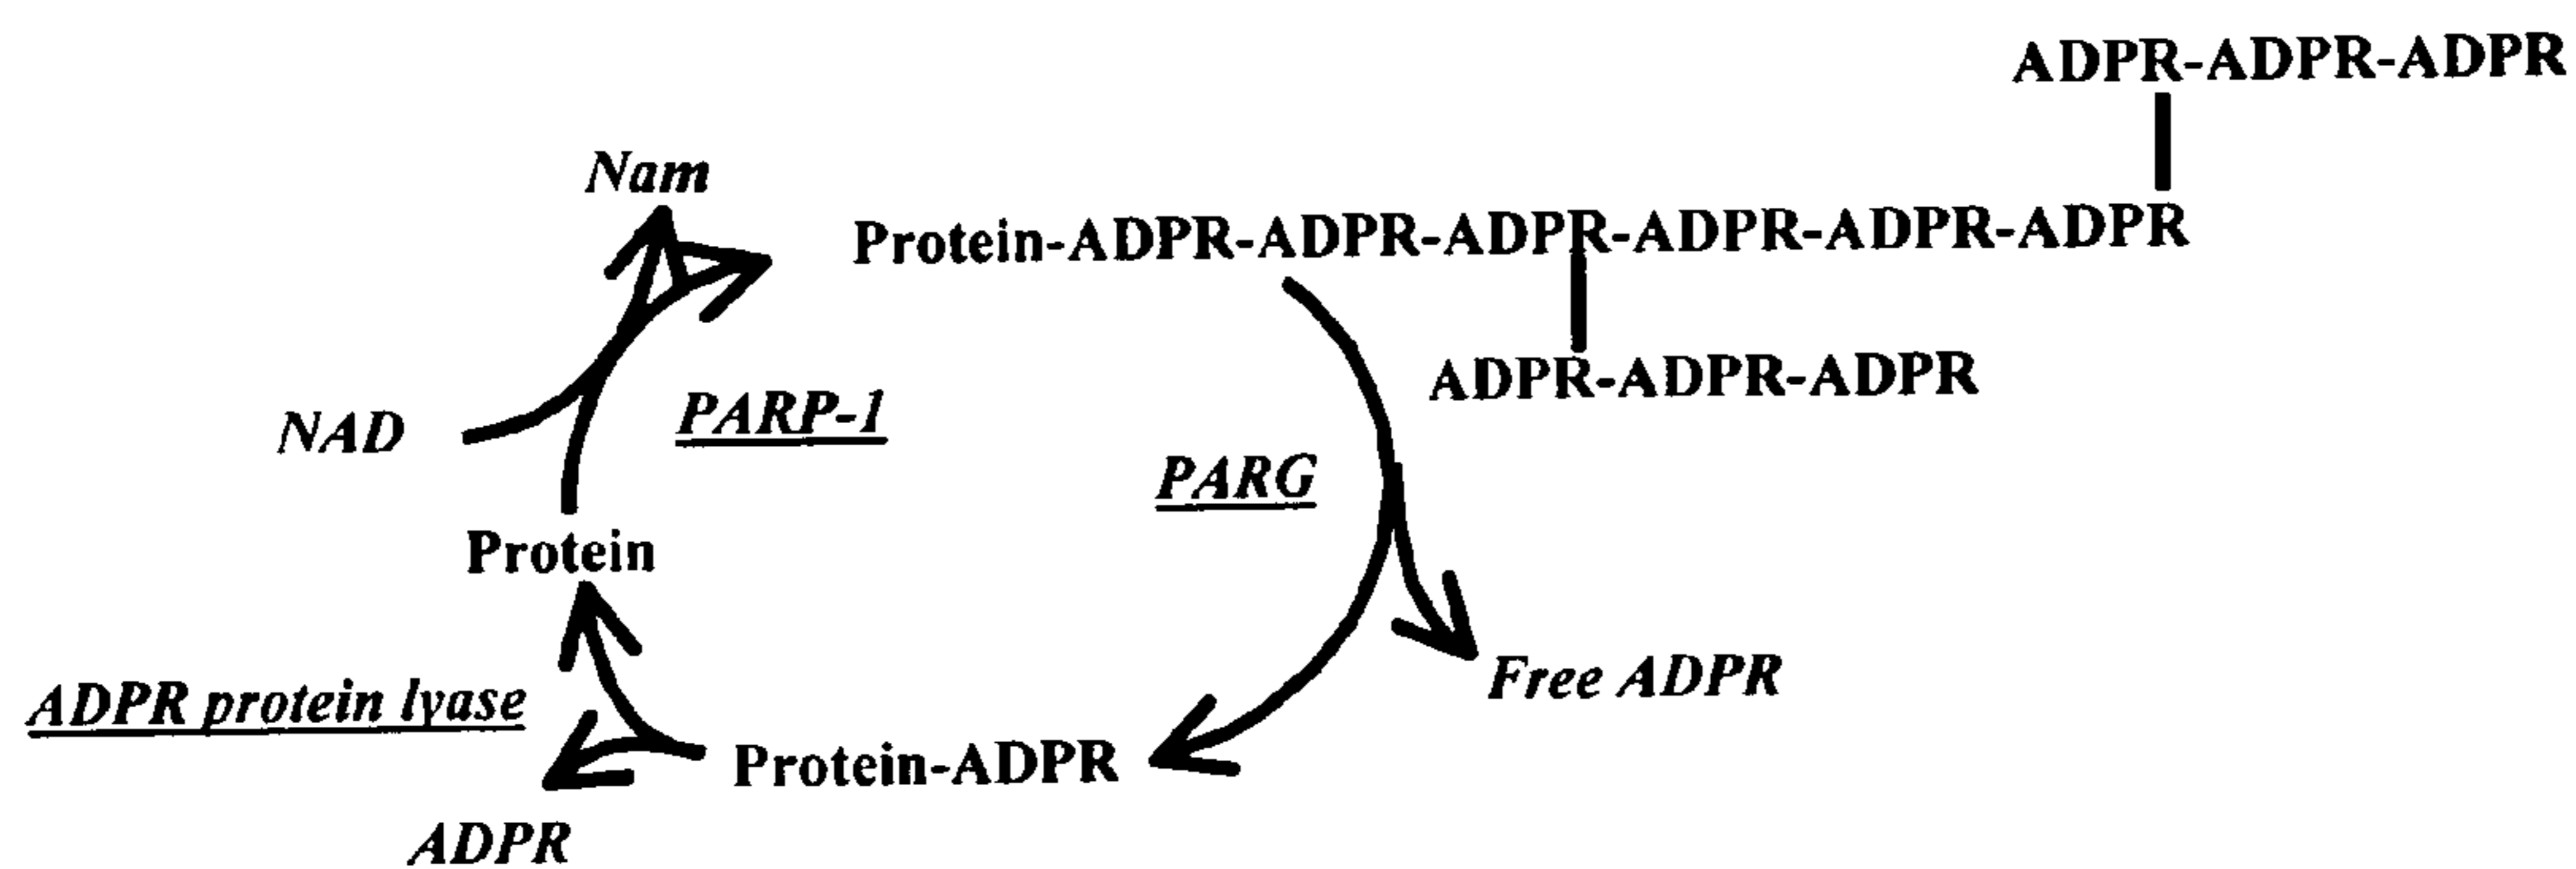 ADPR-ADPR-ADPR
Nam
Protein-ADPR-ADPR-ADPR-ADPR-ADPR-ADPR
ADPR-ADPR-ADPR
NAD
PARP-1
PARG
Protein
Free ADPR
ADPR protein lyase
Protein-ADPR
ADPR